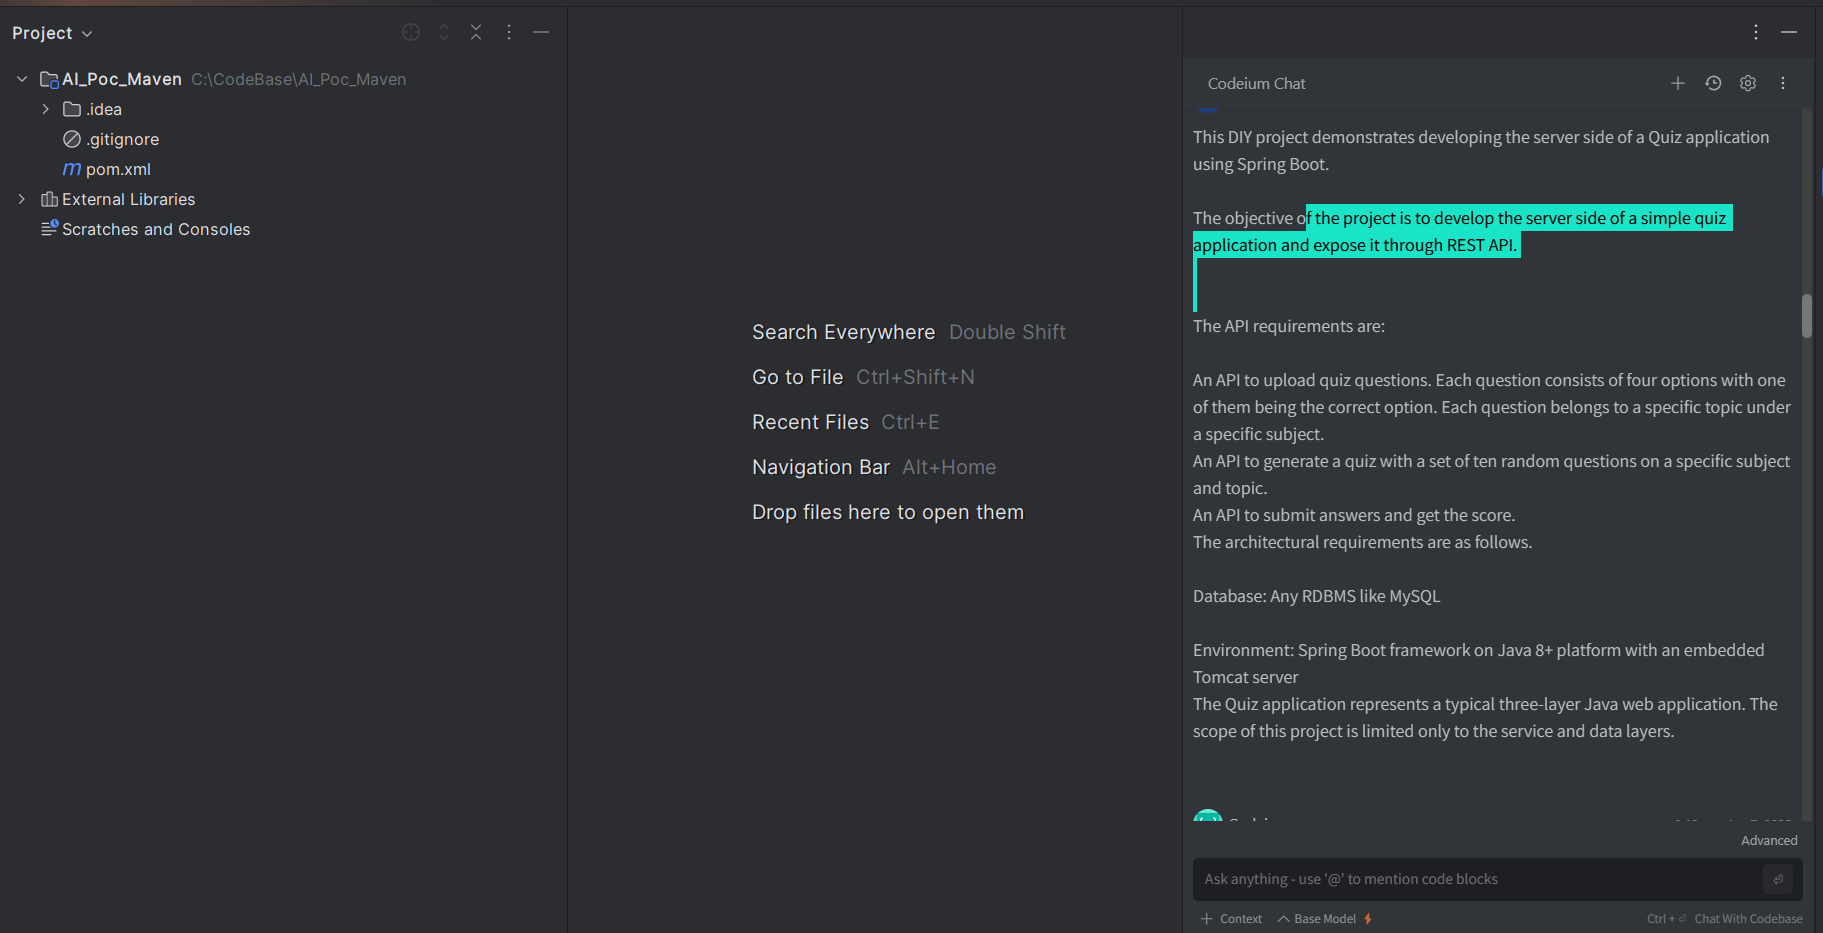 Project
AI_Poc_Maven C:\CodeBase\AI_Poc_Maven
.idea
.gitignore
m pom.xml
External Libraries
Scratches and Consoles
Search Everywhere Double Shift
Go to File Ctrl+Shift+N
Recent Files Ctrl+E
Navigation Bar Alt+Home
Drop files here to open them
Codeium Chat
This DIY project demonstrates developing the server side of a Quiz application
using Spring Boot.
The objective of the project is to develop the server side of a simple quiz
application and expose it through REST API.
The API requirements are:
An API to upload quiz questions. Each question consists of four options with one
of them being the correct option. Each question belongs to a specific topic under
a specific subject.
An API to generate a quiz with a set of ten random questions on a specific subject
and topic.
An API to submit answers and get the score.
The architectural requirements are as follows.
Database: Any RDBMS like MySQL
Environment: Spring Boot framework on Java 8+ platform with an embedded
Tomcat server
The Quiz application represents a typical three-layer Java web application. The
scope of this project is limited only to the service and data layers.
Advanced
Ask anything - use '@' to mention code blocks
Context Base Model
Ctrl + ⏎ Chat With Codebase